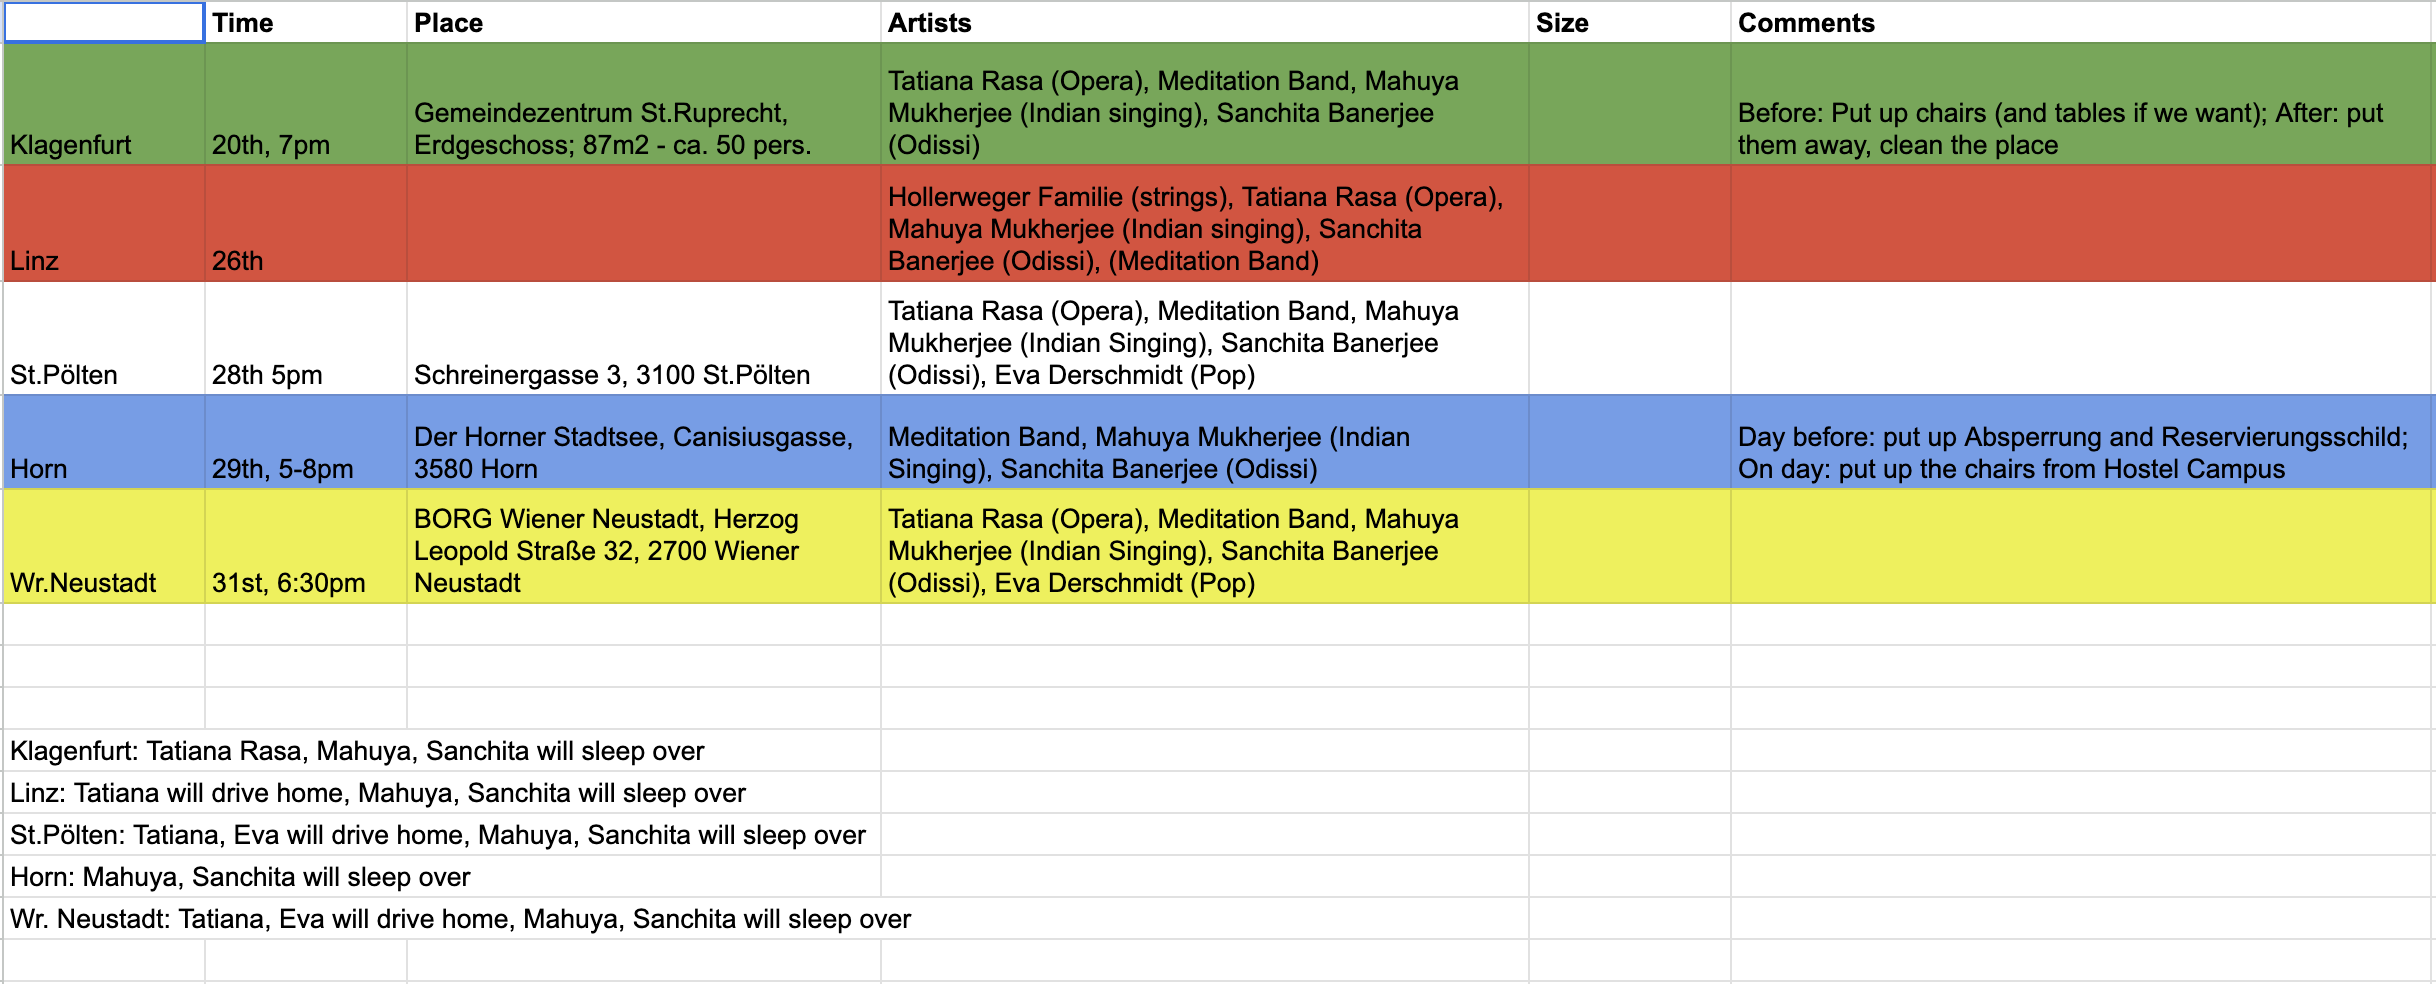 Time Place Artists Size Comments
Tatiana Rasa (Opera), Meditation Band, Mahuya
Gemeindezentrum St.Ruprecht, Mukherjee (Indian singing), Sanchita Banerjee Before: Put up chairs (and tables if we want); After: put
Klagenfurt 20th, 7pm Erdgeschoss; 87m2 - ca. 50 pers. (Odissi) them away, clean the place
Hollerweger Familie (strings), Tatiana Rasa (Opera),
Mahuya Mukherjee (Indian singing), Sanchita
Linz 26th Banerjee (Odissi), (Meditation Band)
Tatiana Rasa (Opera), Meditation Band, Mahuya
Mukherjee (Indian Singing), Sanchita Banerjee
St.Pölten 28th 5pm Schreinergasse 3, 3100 St.Pölten (Odissi), Eva Derschmidt (Pop)
Der Horner Stadtsee, Canisiusgasse, Meditation Band, Mahuya Mukherjee (Indian Day before: put up Absperrung and Reservierungsschild;
Horn 29th, 5-8pm 3580 Horn Singing), Sanchita Banerjee (Odissi) On day: put up the chairs from Hostel Campus
BORG Wiener Neustadt, Herzog Tatiana Rasa (Opera), Meditation Band, Mahuya
Leopold Straße 32, 2700 Wiener Mukherjee (Indian Singing), Sanchita Banerjee
Wr.Neustadt 31st, 6:30pm Neustadt (Odissi), Eva Derschmidt (Pop)
Klagenfurt: Tatiana Rasa, Mahuya, Sanchita will sleep over
Linz: Tatiana will drive home, Mahuya, Sanchita will sleep over
St.Pölten: Tatiana, Eva will drive home, Mahuya, Sanchita will sleep over
Horn: Mahuya, Sanchita will sleep over
Wr. Neustadt: Tatiana, Eva will drive home, Mahuya, Sanchita will sleep over